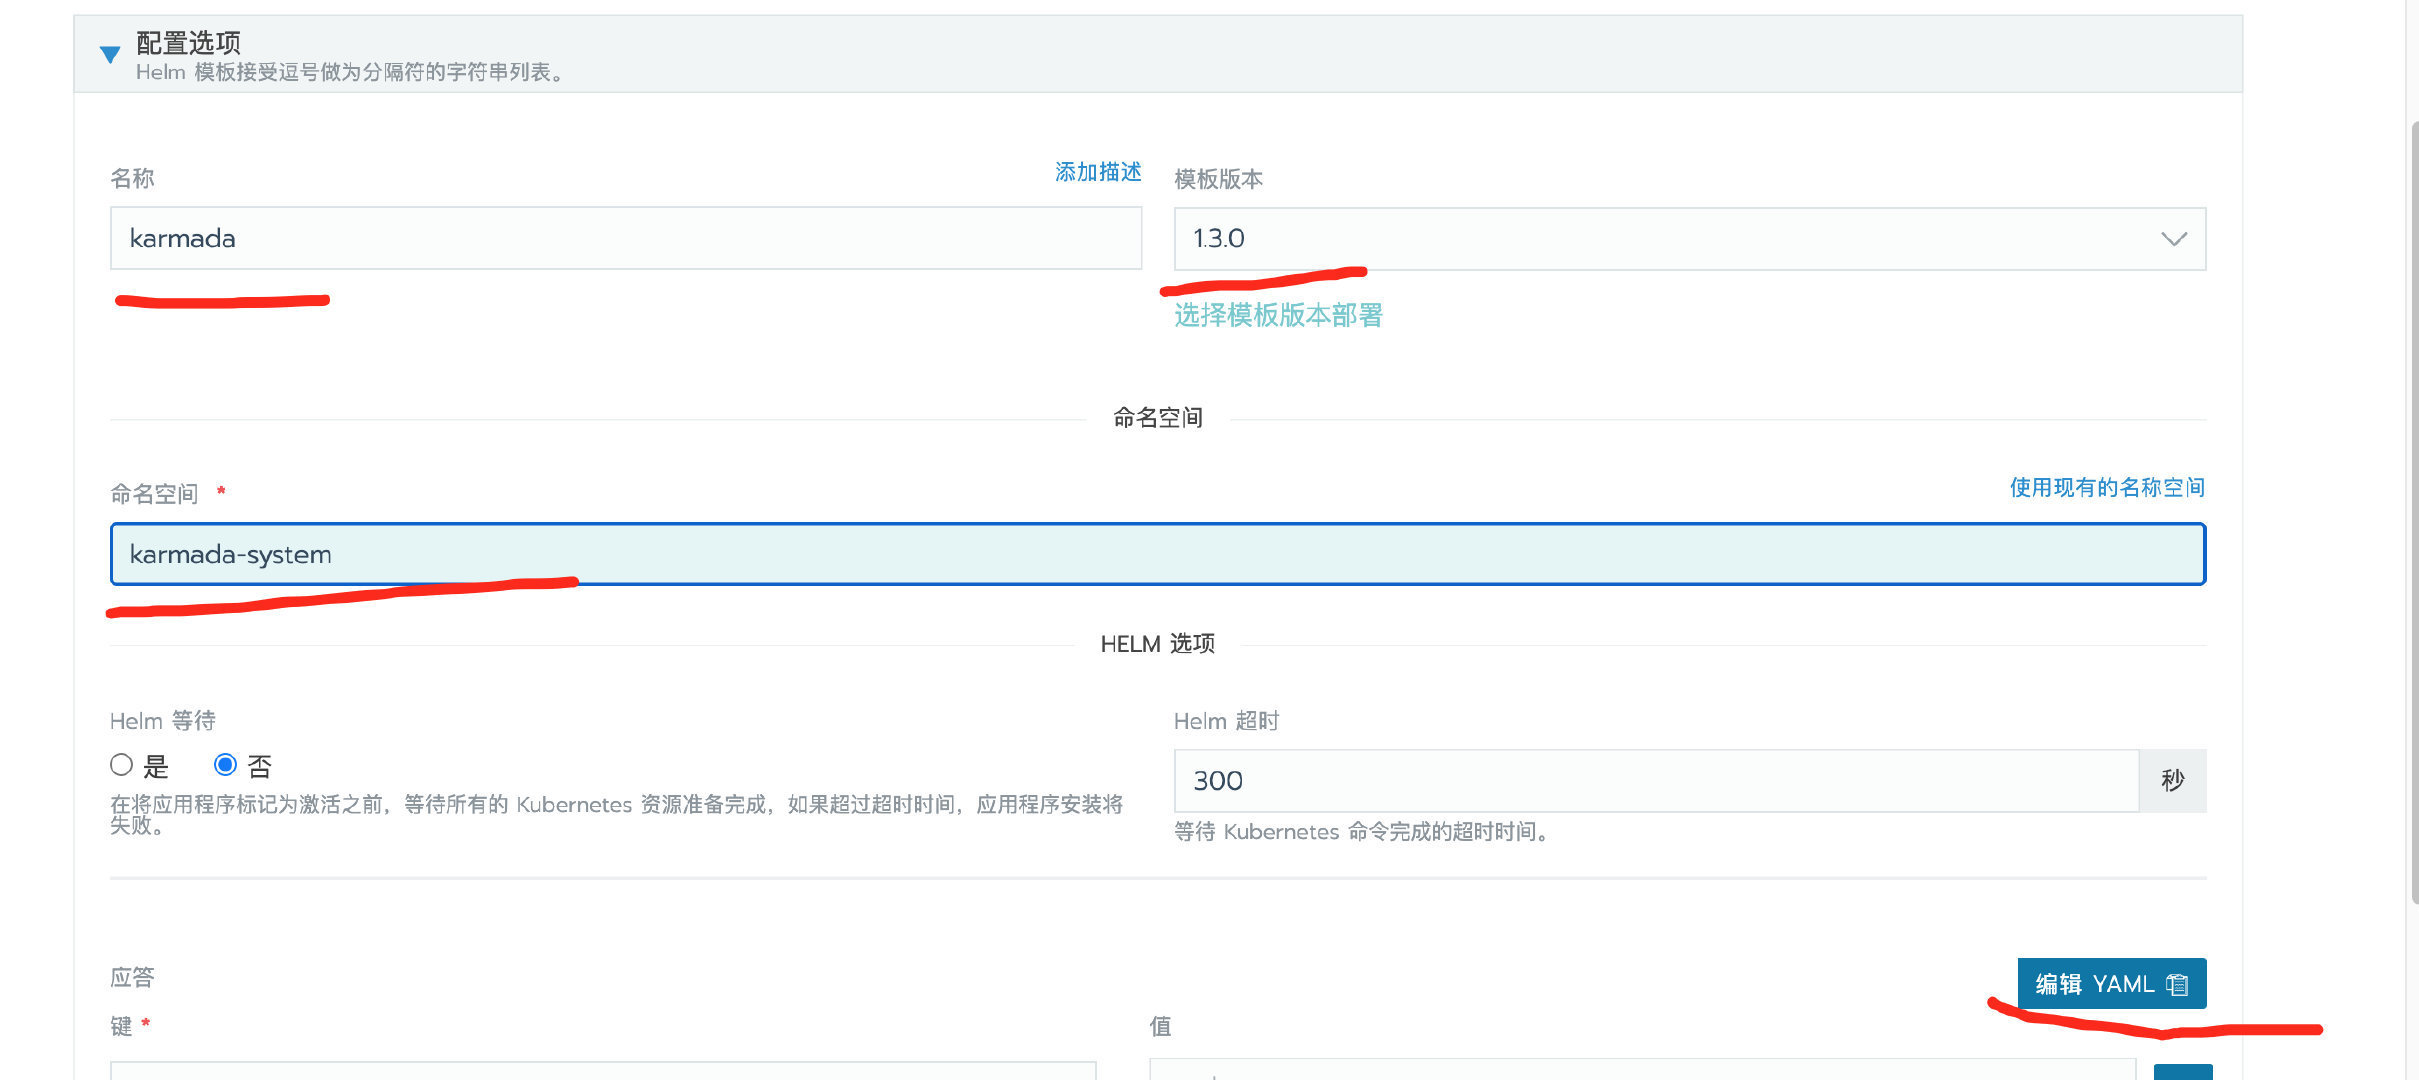 配置选项
Helm 模板接受逗号做为分隔符的字符串列表。
名称
添加描述
karmada
模板版本
1.3.0
选择模板版本部署
命名空间
命名空间 *
使用现有的名称空间
karmada-system
HELM 选项
Helm 等待
是 否
在将应用程序标记为激活之前，等待所有的 Kubernetes 资源准备完成，如果超过超时时间，应用程序安装将
失败。
Helm 超时
300
秒
等待 Kubernetes 命令完成的超时时间。
应答
编辑 YAML
键 *
值